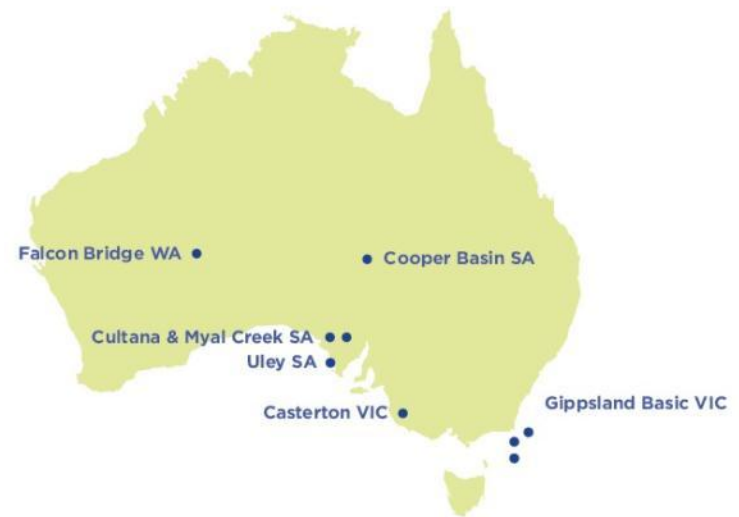 Falcon Bridge WA
Cooper Basin SA
Cultana & Myal Creek SA
Uley SA
Casterton VIC
Gippsland Basic VIC